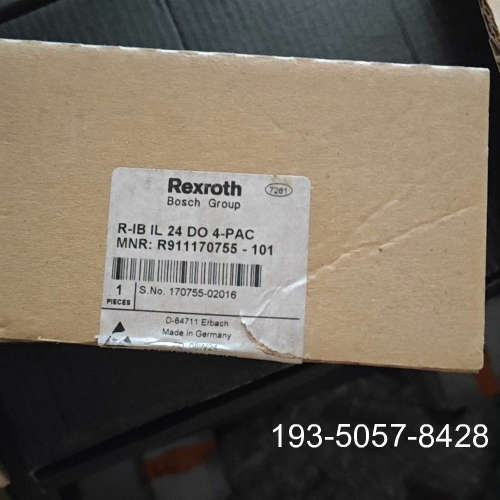 Rexroth
7261
Bosch Group
R-IB IL 24 DO 4-PAC
MNR: R911170755 - 101
1
PIECES
S.No. 170755-02016
D-64711 Erbach
Made in Germany
193-5057-8428